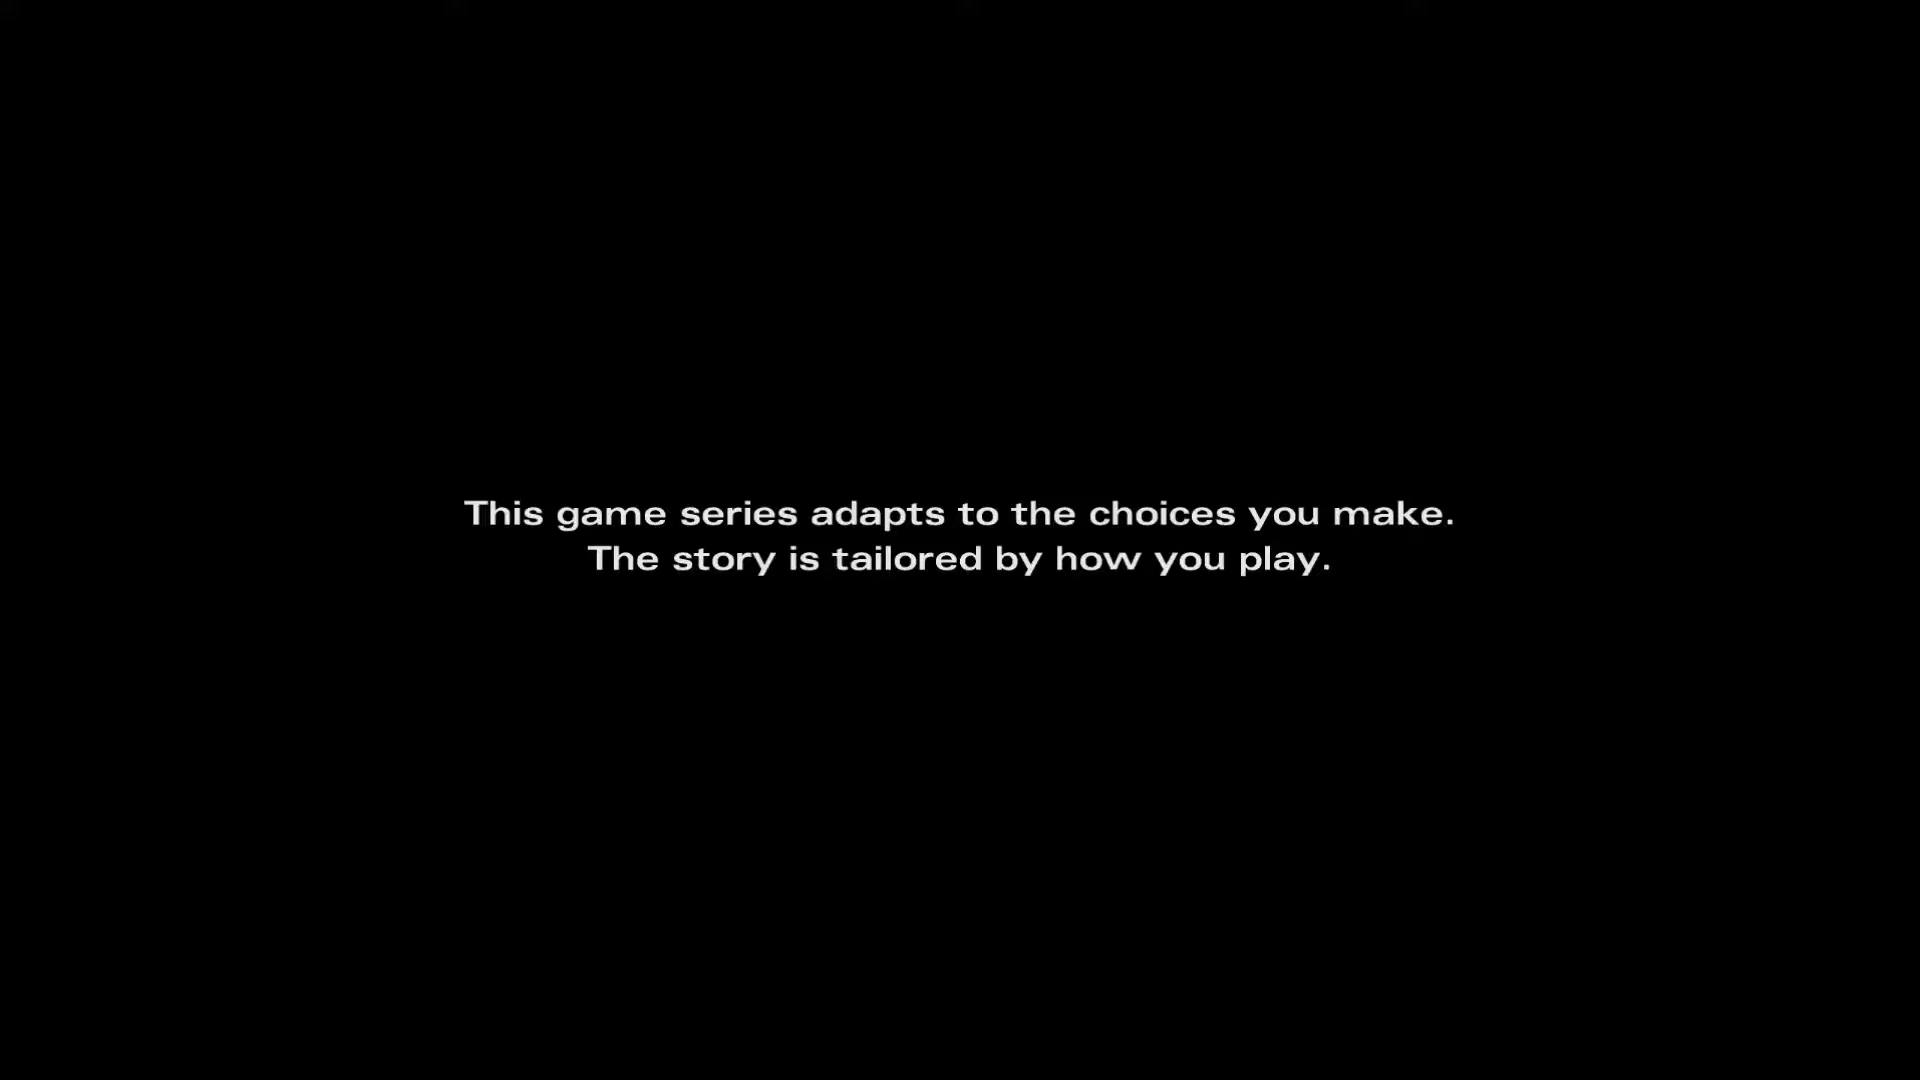 This game series adapts to the choices you make.
The story is tailored by how you play.